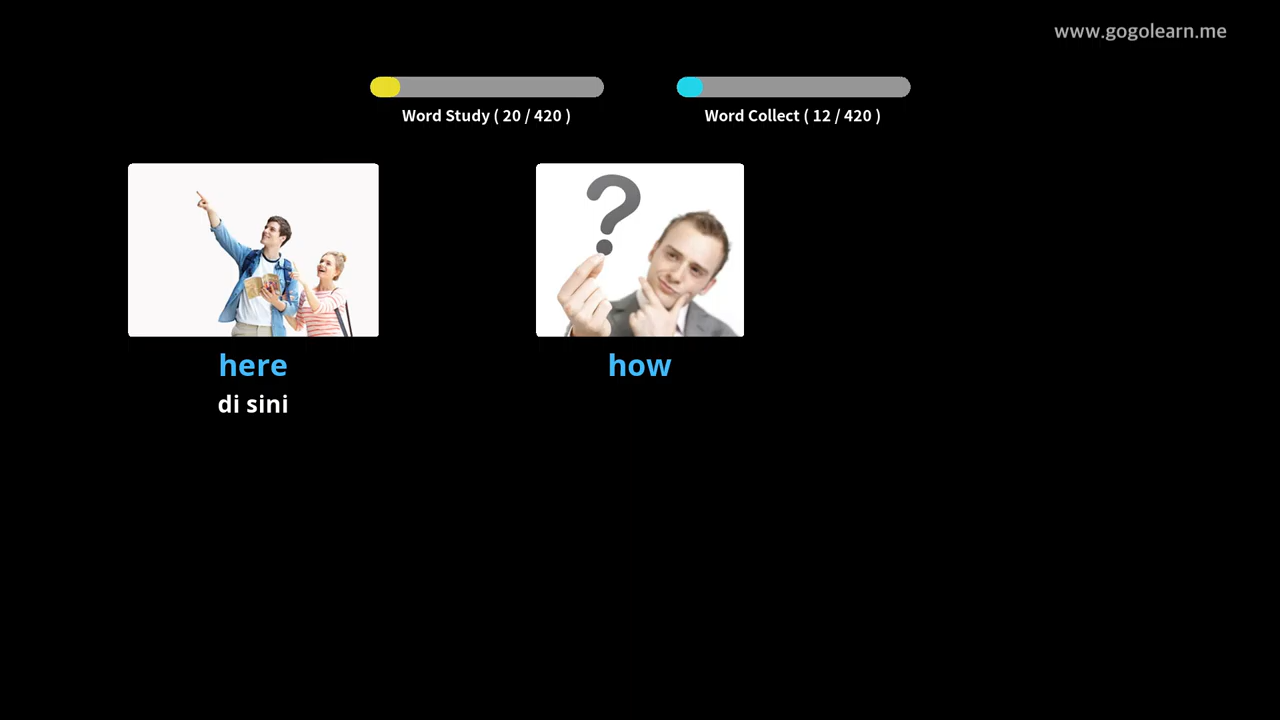 www.gogolearn.me
Word Study ( 20 / 420 )
Word Collect ( 12 / 420 )
?
here
how
di sini